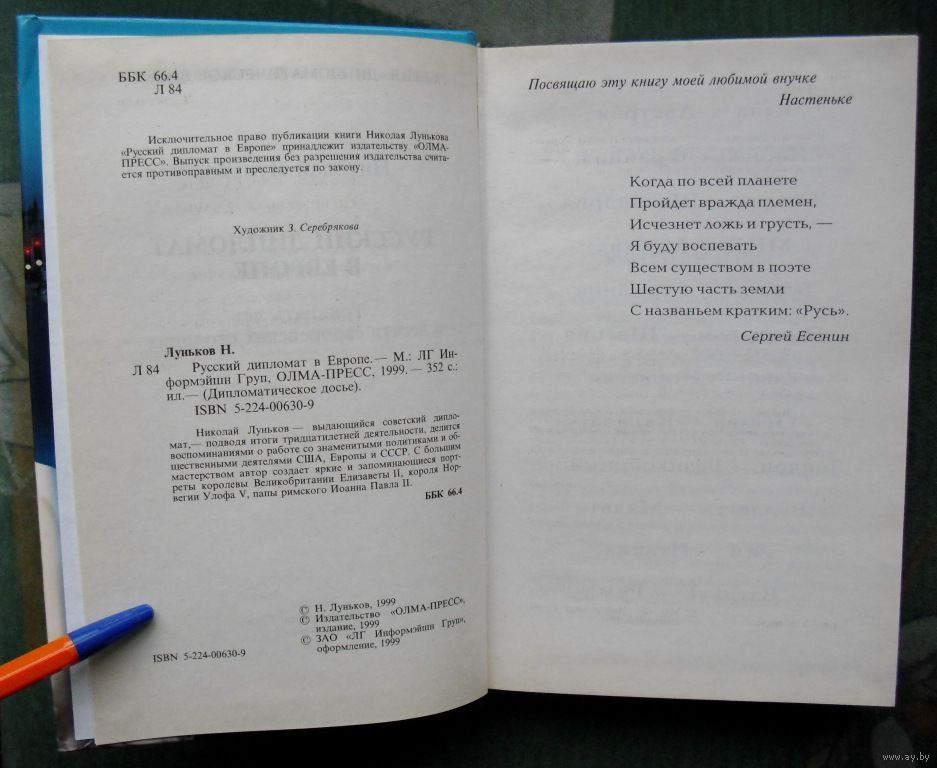 ББК 66.4
Л 84
Исключительное право публикации книги Николая Лунькова
«Русский дипломат в Европе» принадлежит издательству «ОЛМА-
ПРЕСС». Выпуск произведения без разрешения издательства счита-
ется противоправным и преследуется по закону.
Художник З. Серебрякова
Луньков Н.
Л 84 Русский дипломат в Европе.— М.: ЛГ Ин-
формэйшн Груп, ОЛМА-ПРЕСС, 1999.— 352 с.:
ил.— (Дипломатическое досье).
ISBN 5-224-00630-9
Николай Луньков — выдающийся советский дипло-
мат,— подводя итоги тридцатилетней деятельности, делится
воспоминаниями о работе со знаменитыми политиками и об-
щественными деятелями США, Европы и СССР. С большим
мастерством автор создает яркие и запоминающиеся порт-
реты королевы Великобритании Елизаветы II, короля Нор-
вегии Улофа V, папы римского Иоанна Павла II.
ББК 66.4
© Н. Луньков, 1999
© Издательство «ОЛМА-ПРЕСС»,
издание, 1999
© ЗАО «ЛГ Информэйшн Груп»,
оформление, 1999
ISBN 5-224-00630-9
Посвящаю эту книгу моей любимой внучке
Настеньке
Когда по всей планете
Пройдет вражда племен,
Исчезнет ложь и грусть, —
Я буду воспевать
Всем существом в поэте
Шестую часть земли
С названьем кратким: «Русь».
Сергей Есенин
www.ay.by